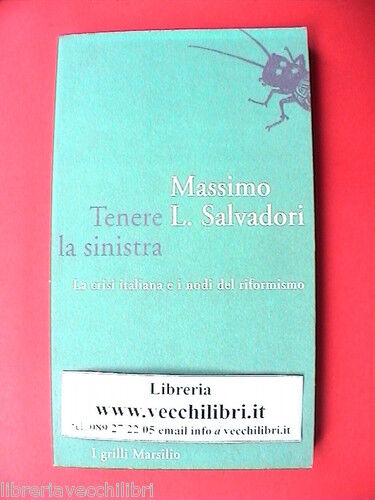 Massimo
L. Salvadori
Tenere
la sinistra
La crisi italiana e i nodi del riformismo
Libreria
www.vecchilibri.it
tel. 089 27 22 05 email info a vecchilibri.it
I grilli Marsilio
libreriavecchilibri